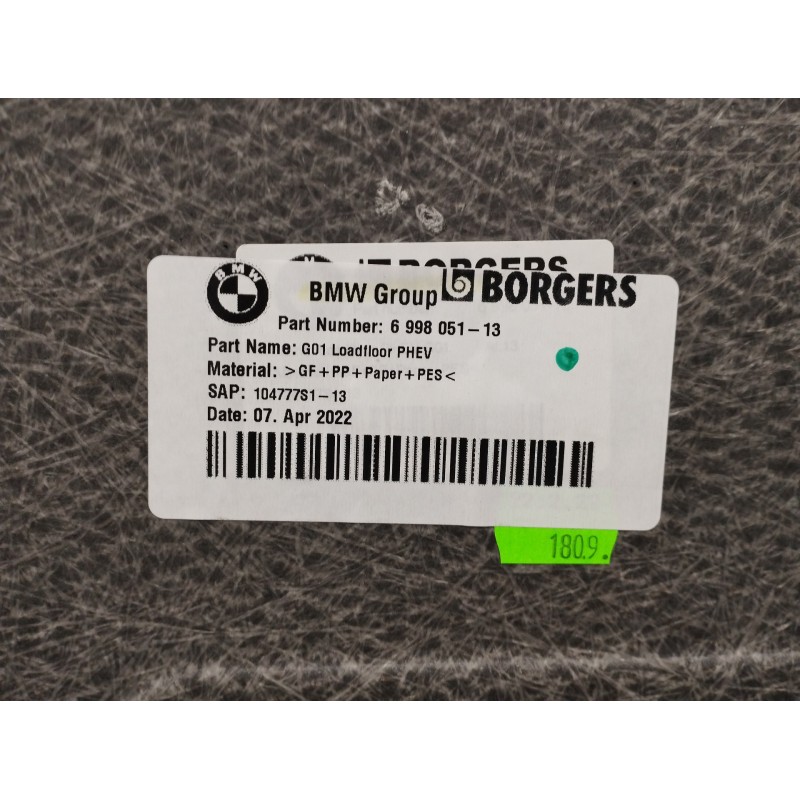 BORGERS
BMW
BMW Group BORGERS
Part Number: 6 998 051-13
Part Name: G01 Loadfloor PHEV
Material: >GF+PP+Paper+PES<
SAP: 104777S1-13
Date: 07. Apr 2022
180.9.